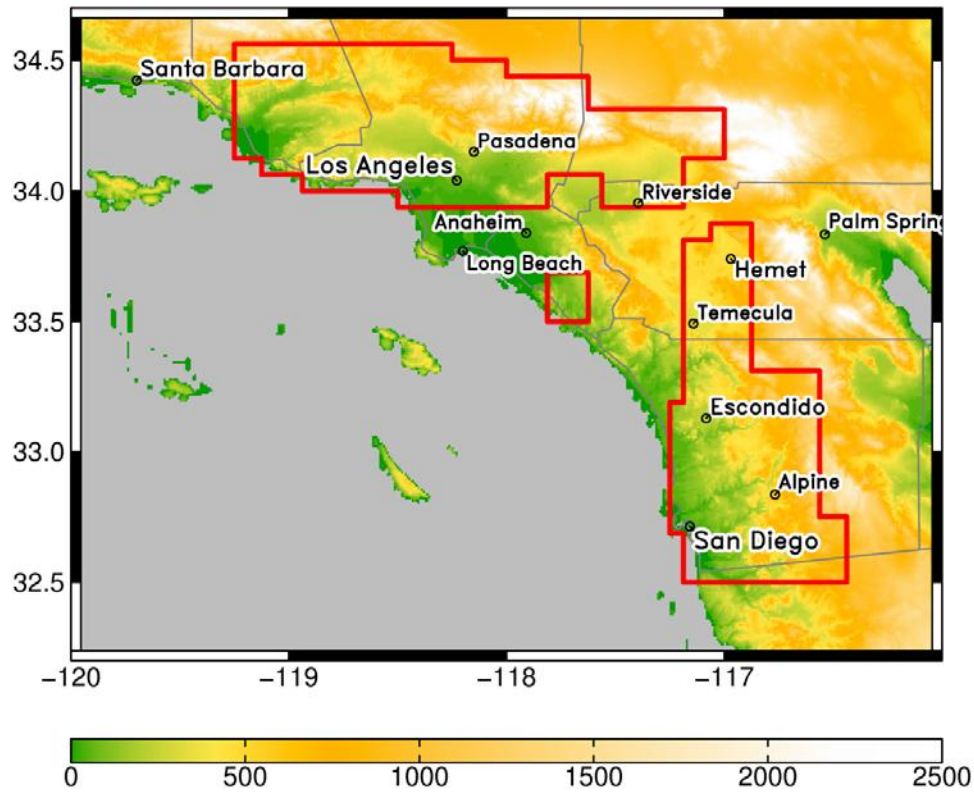 34.5
Santa Barbara
Pasadena
Los Angeles
34.0
Riverside
Palm Spring
Anaheim
Long Beach
Hemet
33.5
Temecula
Escondido
33.0
Alpine
San Diego
32.5
-120 -119 -118 -117
0 500 1000 1500 2000 2500